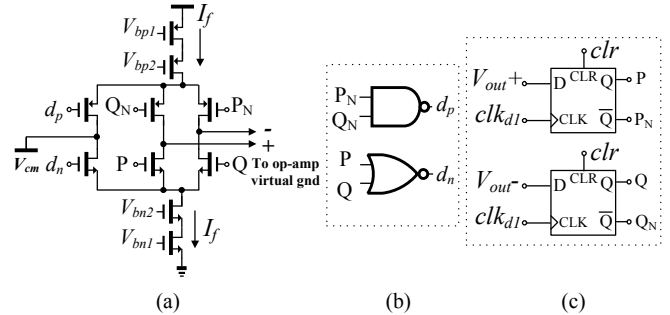 V_bp1 I_f
V_bp2
d_p Q_N P_N
-
+
V_cm
d_n P Q To op-amp
virtual gnd
V_bn2
V_bn1 I_f
(a)
P_N
Q_N d_p
P
Q d_n
(b)
clr
V_out+ D CLR Q P
clk_d1 CLK Q̅ P_N
clr
V_out- D CLR Q Q
clk_d1 CLK Q̅ Q_N
(c)